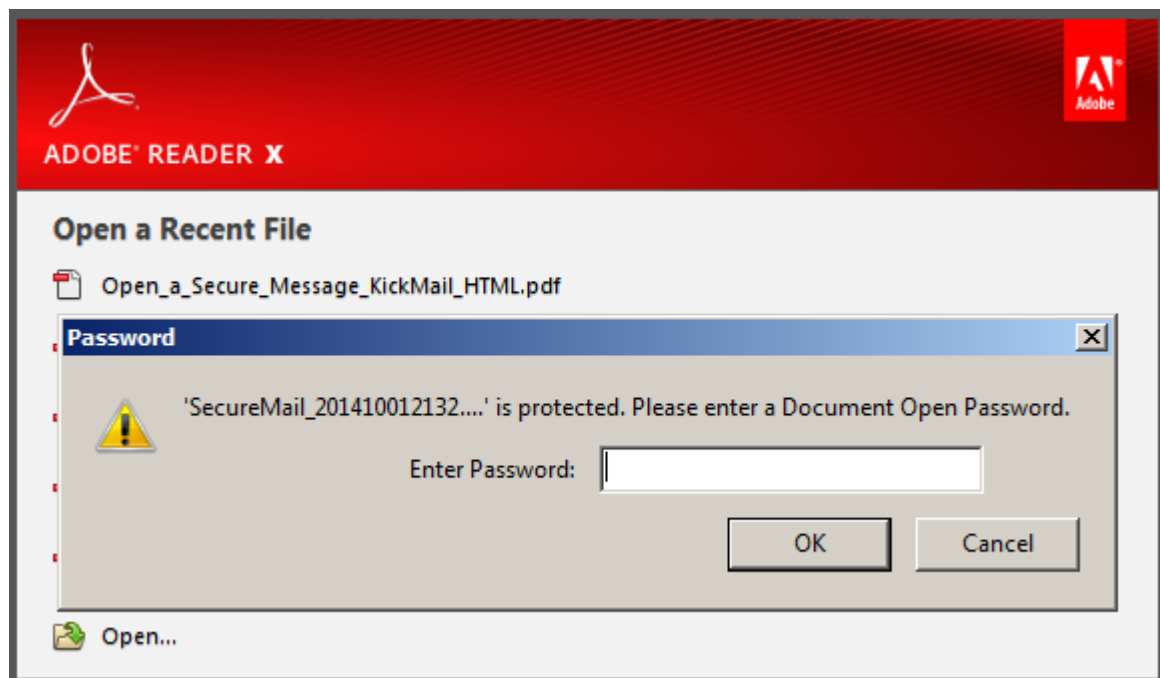 Adobe
ADOBE® READER X
Open a Recent File
Open_a_Secure_Message_KickMail_HTML.pdf
Password
'SecureMail_201410012132....' is protected. Please enter a Document Open Password.
Enter Password:
OK Cancel
Open...